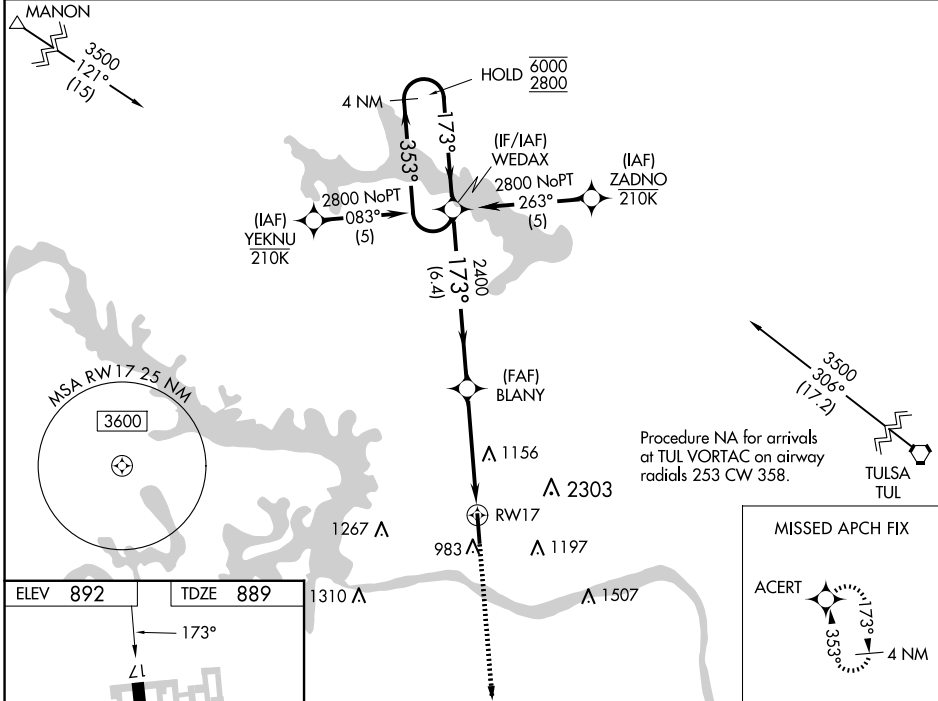 MANON
3500
121°
(15)
HOLD 6000
2800
4 NM
173°
353°
(IF/IAF)
WEDAX
(IAF)
ZADNO
210K
2800 NoPT
263°
(5)
2800 NoPT
083°
(5)
(IAF)
YEKNU
210K
2400
173°
(6.4)
MSA RW17 25 NM
3600
(FAF)
BLANY
3500
306°
(17.2)
Procedure NA for arrivals
at TUL VORTAC on airway
radials 253 CW 358.
TULSA
TUL
1156
2303
RW17
1267
983
1197
1310
1507
MISSED APCH FIX
ACERT
173°
353°
4 NM
ELEV 892
TDZE 889
173°
17